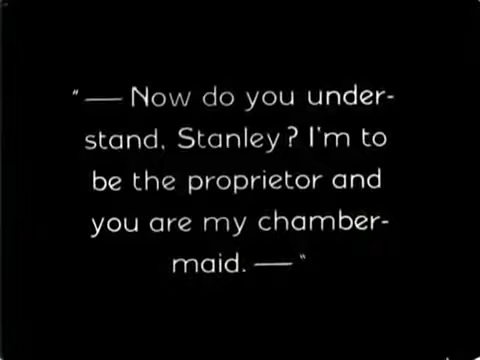 "— Now do you under-
stand, Stanley? I'm to
be the proprietor and
you are my chamber-
maid. —"